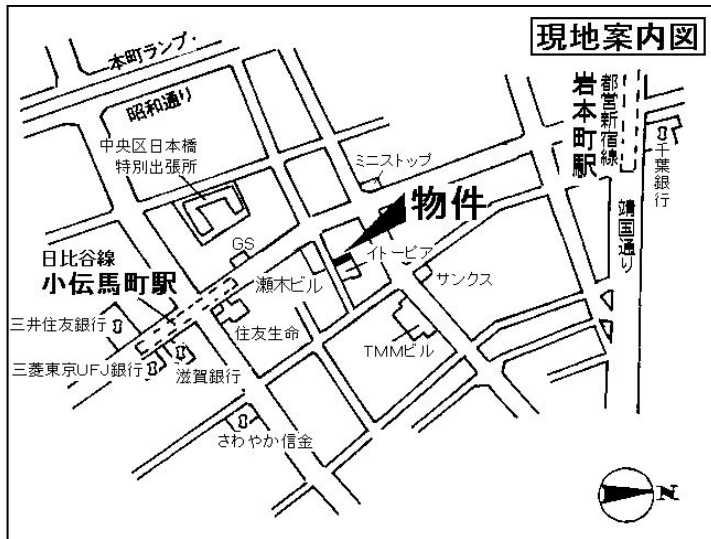 現地案内図
本町ランプ
昭和通り
中央区日本橋
特別出張所
ミニストップ
岩本町駅
都営新宿線
千葉銀行
靖国通り
物件
GS
イトーピア
日比谷線
小伝馬町駅
瀬木ビル
サンクス
三井住友銀行
住友生命
TMMビル
三菱東京UFJ銀行
滋賀銀行
さわやか信金
N